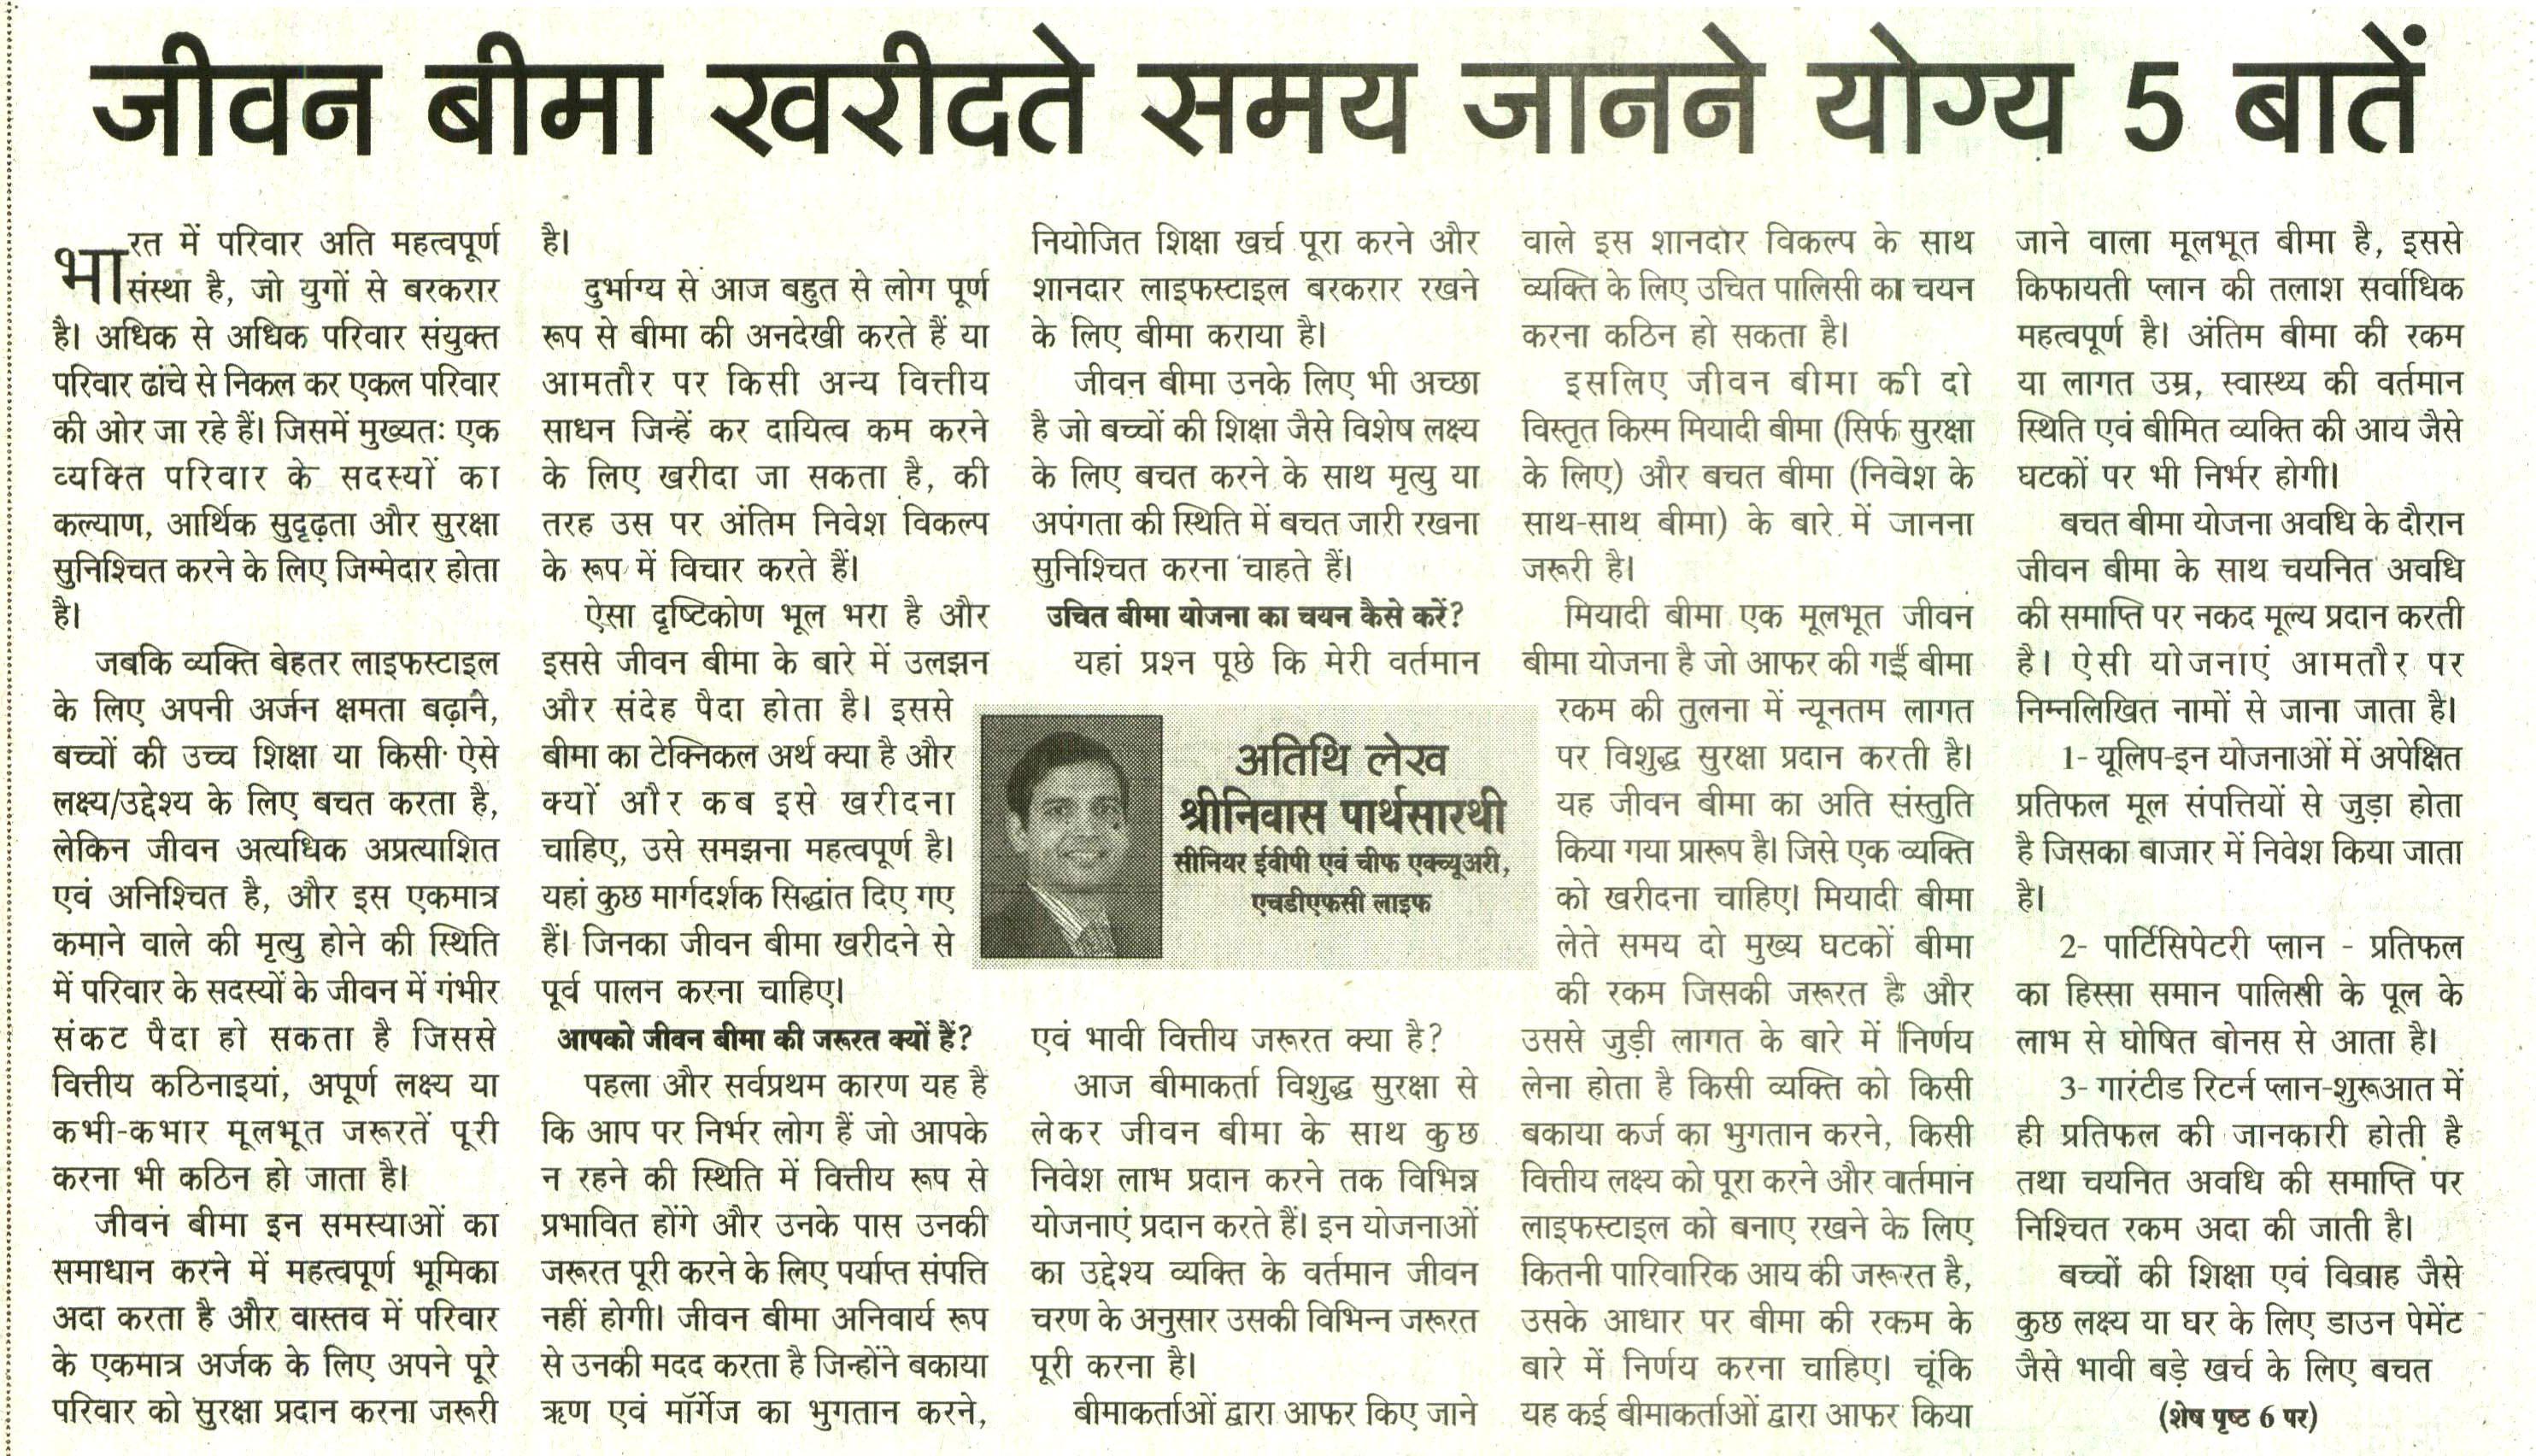 जीवन बीमा खरीदते समय जानने योग्य 5 बातें
भारत में परिवार अति महत्वपूर्ण
संस्था है, जो युगों से बरकरार
है। अधिक से अधिक परिवार संयुक्त
परिवार ढांचे से निकल कर एकल परिवार
की ओर जा रहे हैं। जिसमें मुख्यतः एक
व्यक्ति परिवार के सदस्यों का
कल्याण, आर्थिक सुदृढ़ता और सुरक्षा
सुनिश्चित करने के लिए जिम्मेदार होता
है।
जबकि व्यक्ति बेहतर लाइफस्टाइल
के लिए अपनी अर्जन क्षमता बढ़ाने,
बच्चों की उच्च शिक्षा या किसी ऐसे
लक्ष्य/उद्देश्य के लिए बचत करता है,
लेकिन जीवन अत्यधिक अप्रत्याशित
एवं अनिश्चित है, और इस एकमात्र
कमाने वाले की मृत्यु होने की स्थिति
में परिवार के सदस्यों के जीवन में गंभीर
संकट पैदा हो सकता है जिससे
वित्तीय कठिनाइयां, अपूर्ण लक्ष्य या
कभी-कभार मूलभूत जरूरतें पूरी
करना भी कठिन हो जाता है।
जीवन बीमा इन समस्याओं का
समाधान करने में महत्वपूर्ण भूमिका
अदा करता है और वास्तव में परिवार
के एकमात्र अर्जक के लिए अपने पूरे
परिवार को सुरक्षा प्रदान करना जरूरी
है।
दुर्भाग्य से आज बहुत से लोग पूर्ण
रूप से बीमा की अनदेखी करते हैं या
आमतौर पर किसी अन्य वित्तीय
साधन जिन्हें कर दायित्व कम करने
के लिए खरीदा जा सकता है, की
तरह उस पर अंतिम निवेश विकल्प
के रूप में विचार करते हैं।
ऐसा दृष्टिकोण भूल भरा है और
इससे जीवन बीमा के बारे में उलझन
और संदेह पैदा होता है। इससे
बीमा का टेक्निकल अर्थ क्या है और
क्यों और कब इसे खरीदना
चाहिए, उसे समझना महत्वपूर्ण है।
यहां कुछ मार्गदर्शक सिद्धांत दिए गए
हैं। जिनका जीवन बीमा खरीदने से
पूर्व पालन करना चाहिए।
आपको जीवन बीमा की जरूरत क्यों हैं?
पहला और सर्वप्रथम कारण यह है
कि आप पर निर्भर लोग हैं जो आपके
न रहने की स्थिति में वित्तीय रूप से
प्रभावित होंगे और उनके पास उनकी
जरूरत पूरी करने के लिए पर्याप्त संपत्ति
नहीं होगी। जीवन बीमा अनिवार्य रूप
से उनकी मदद करता है जिन्होंने बकाया
ऋण एवं मॉर्गेज का भुगतान करने,
नियोजित शिक्षा खर्च पूरा करने और
शानदार लाइफस्टाइल बरकरार रखने
के लिए बीमा कराया है।
जीवन बीमा उनके लिए भी अच्छा
है जो बच्चों की शिक्षा जैसे विशेष लक्ष्य
के लिए बचत करने के साथ मृत्यु या
अपंगता की स्थिति में बचत जारी रखना
सुनिश्चित करना चाहते हैं।
उचित बीमा योजना का चयन कैसे करें?
यहां प्रश्न पूछे कि मेरी वर्तमान
अतिथि लेख
श्रीनिवास पार्थसारथी
सीनियर ईवीपी एवं चीफ एक्च्यूअरी,
एचडीएफसी लाइफ
एवं भावी वित्तीय जरूरत क्या है?
आज बीमाकर्ता विशुद्ध सुरक्षा से
लेकर जीवन बीमा के साथ कुछ
निवेश लाभ प्रदान करने तक विभिन्न
योजनाएं प्रदान करते हैं। इन योजनाओं
का उद्देश्य व्यक्ति के वर्तमान जीवन
चरण के अनुसार उसकी विभिन्न जरूरत
पूरी करना है।
बीमाकर्ताओं द्वारा आफर किए जाने
वाले इस शानदार विकल्प के साथ
व्यक्ति के लिए उचित पालिसी का चयन
करना कठिन हो सकता है।
इसलिए जीवन बीमा की दो
विस्तृत किस्म मियादी बीमा (सिर्फ सुरक्षा
के लिए) और बचत बीमा (निवेश के
साथ-साथ बीमा) के बारे में जानना
जरूरी है।
मियादी बीमा एक मूलभूत जीवन
बीमा योजना है जो आफर की गई बीमा
रकम की तुलना में न्यूनतम लागत
पर विशुद्ध सुरक्षा प्रदान करती है।
यह जीवन बीमा का अति संस्तुति
किया गया प्रारूप है। जिसे एक व्यक्ति
को खरीदना चाहिए। मियादी बीमा
लेते समय दो मुख्य घटकों बीमा
की रकम जिसकी जरूरत है और
उससे जुड़ी लागत के बारे में निर्णय
लेना होता है किसी व्यक्ति को किसी
बकाया कर्ज का भुगतान करने, किसी
वित्तीय लक्ष्य को पूरा करने और वर्तमान
लाइफस्टाइल को बनाए रखने के लिए
कितनी पारिवारिक आय की जरूरत है,
उसके आधार पर बीमा की रकम के
बारे में निर्णय करना चाहिए। चूंकि
यह कई बीमाकर्ताओं द्वारा आफर किया
जाने वाला मूलभूत बीमा है, इससे
किफायती प्लान की तलाश सर्वाधिक
महत्वपूर्ण है। अंतिम बीमा की रकम
या लागत उम्र, स्वास्थ्य की वर्तमान
स्थिति एवं बीमित व्यक्ति की आय जैसे
घटकों पर भी निर्भर होगी।
बचत बीमा योजना अवधि के दौरान
जीवन बीमा के साथ चयनित अवधि
की समाप्ति पर नकद मूल्य प्रदान करती
है। ऐसी योजनाएं आमतौर पर
निम्नलिखित नामों से जाना जाता है।
1- यूलिप-इन योजनाओं में अपेक्षित
प्रतिफल मूल संपत्तियों से जुड़ा होता
है जिसका बाजार में निवेश किया जाता
है।
2- पार्टिसिपेटरी प्लान - प्रतिफल
का हिस्सा समान पालिसी के पूल के
लाभ से घोषित बोनस से आता है।
3- गारंटीड रिटर्न प्लान-शुरूआत में
ही प्रतिफल की जानकारी होती है
तथा चयनित अवधि की समाप्ति पर
निश्चित रकम अदा की जाती है।
बच्चों की शिक्षा एवं विवाह जैसे
कुछ लक्ष्य या घर के लिए डाउन पेमेंट
जैसे भावी बड़े खर्च के लिए बचत
(शेष पृष्ठ 6 पर)